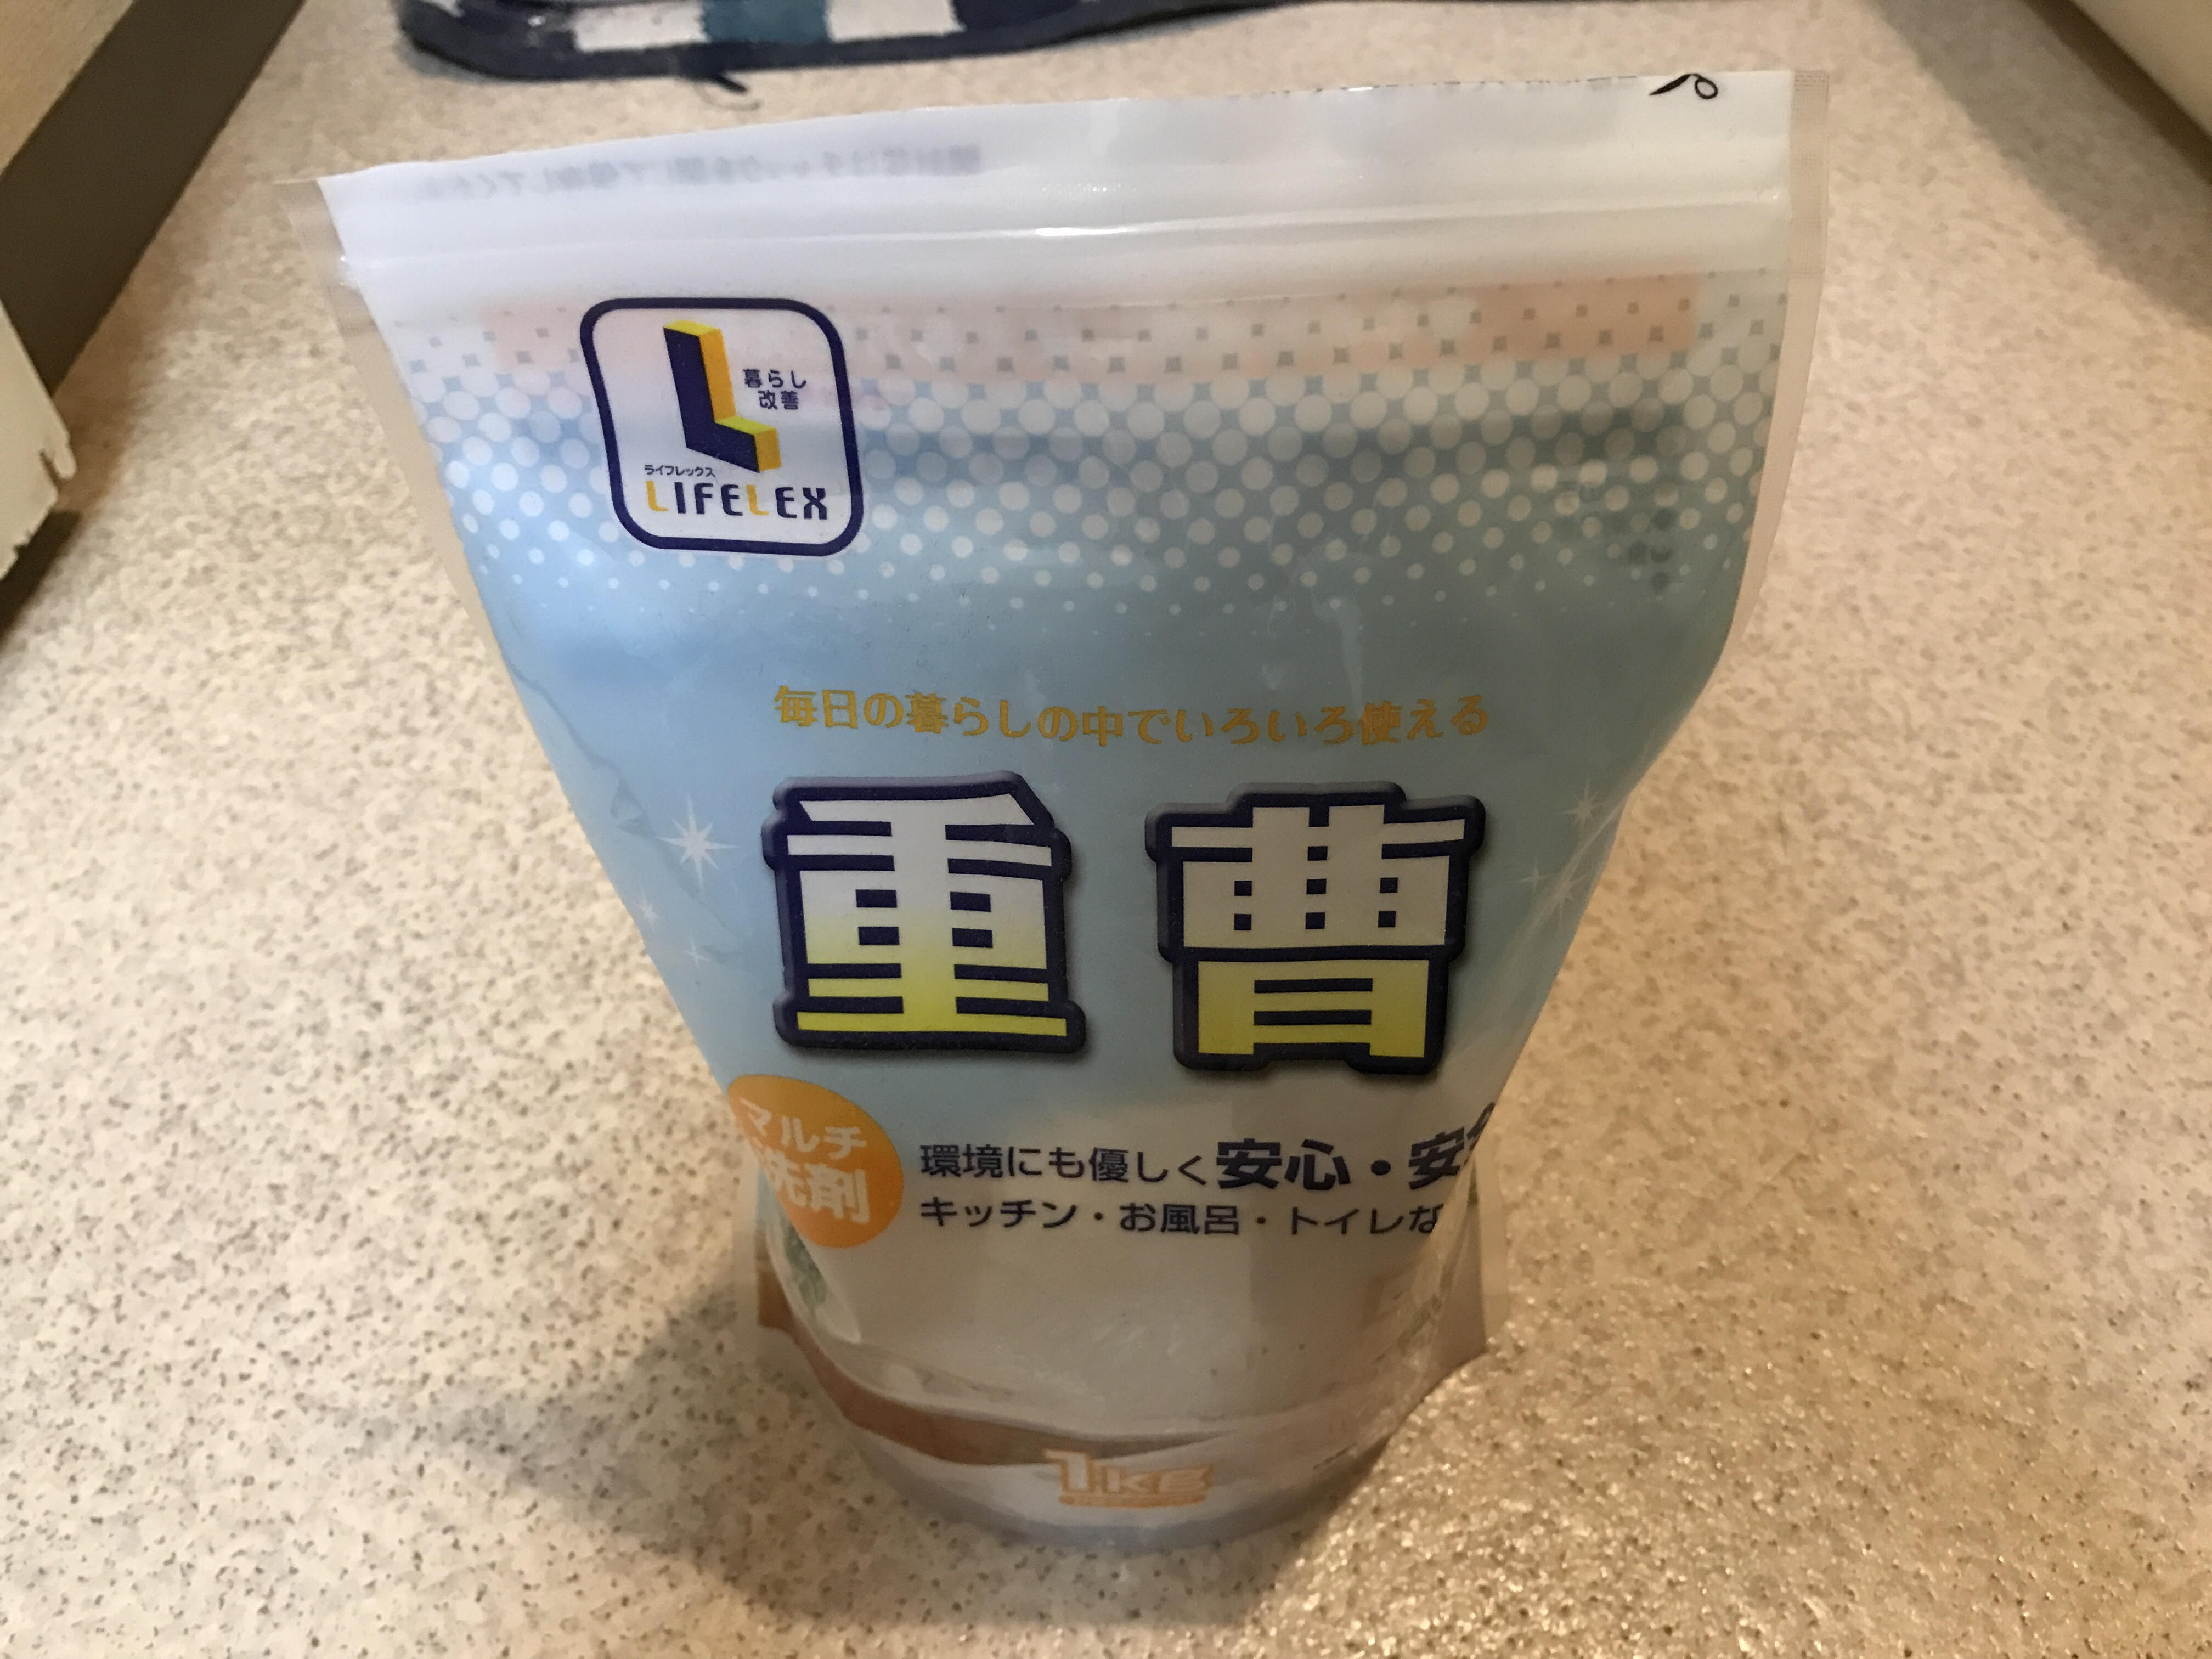 暮らし
改善
ライフレックス
LIFELEX
毎日の暮らしの中でいろいろ使える
重曹
マルチ
洗剤
環境にも優しく安心・安全
キッチン・お風呂・トイレな
1KG